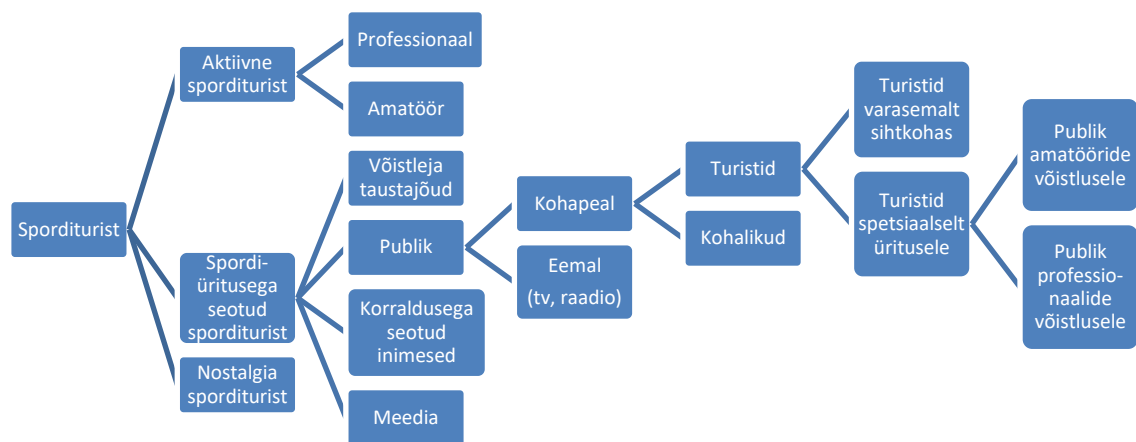 Sporditurist
Aktiivne
sporditurist
Professionaal
Amatöör
Spordi-
üritusega
seotud
sporditurist
Võistleja
taustajõud
Publik
Kohapeal
Turistid
Turistid
varasemalt
sihtkohas
Turistid
spetsiaalselt
üritusele
Publik
amatööride
võistlusele
Publik
professio-
naalide
võistlusele
Kohalikud
Eemal
(tv, raadio)
Korraldusega
seotud
inimesed
Meedia
Nostalgia
sporditurist